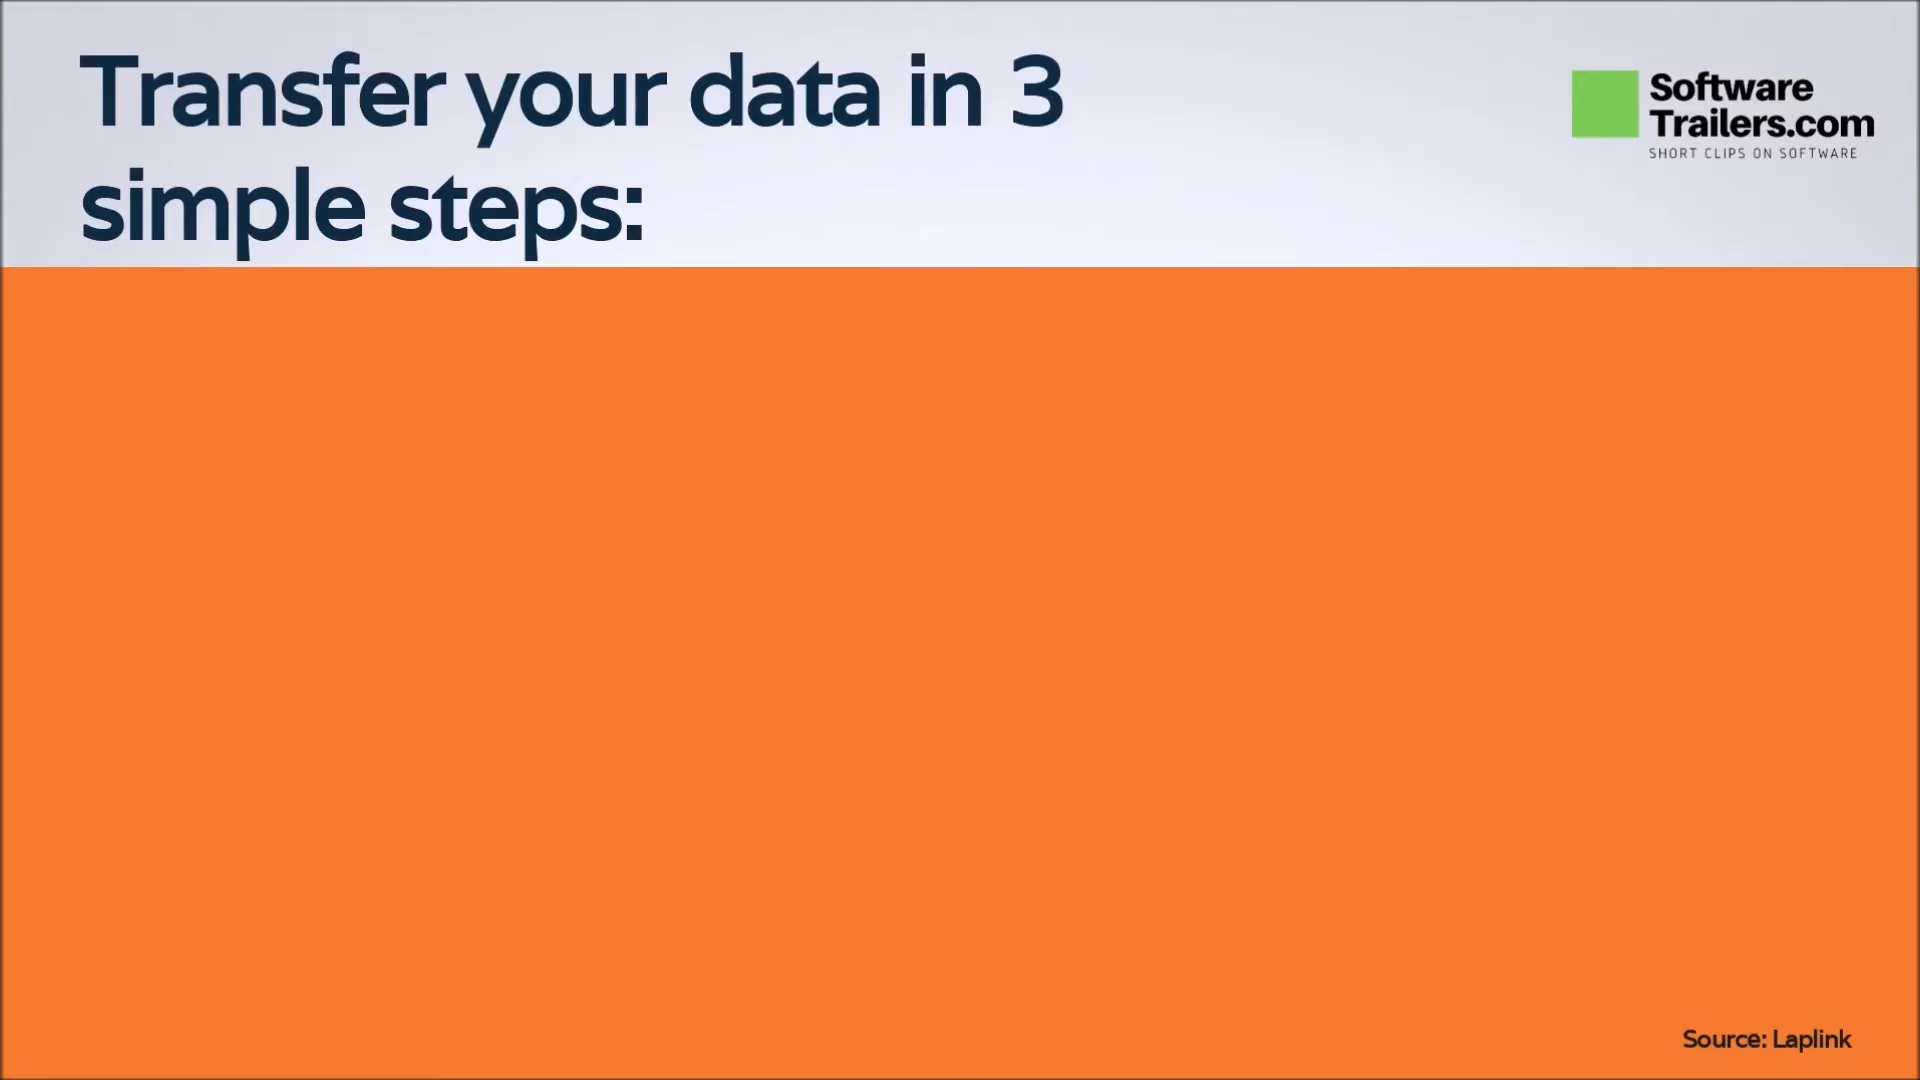 Transfer your data in 3
simple steps:
Software
Trailers.com
SHORT CLIPS ON SOFTWARE
Source: Laplink